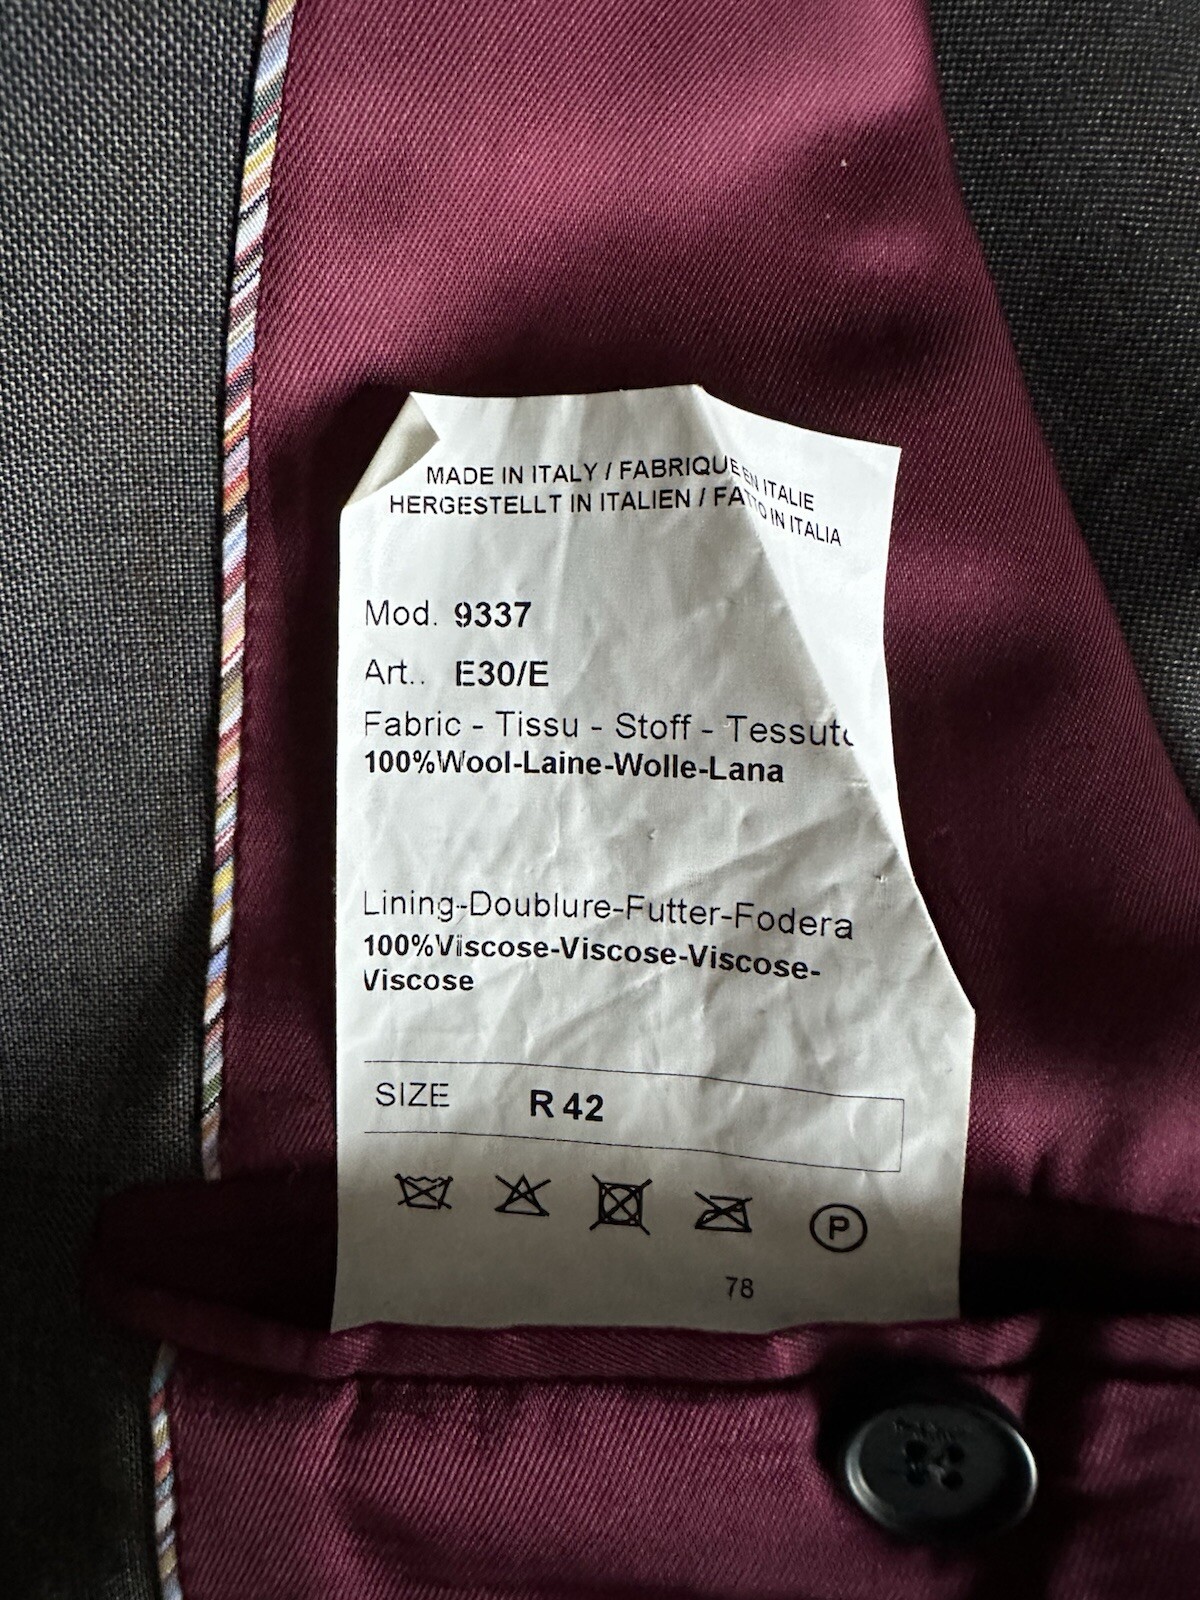 MADE IN ITALY / FABRIQUE EN ITALIE
HERGESTELLT IN ITALIEN / FATTO IN ITALIA
Mod. 9337
Art.. E30/E
Fabric - Tissu - Stoff - Tessuto
100%Wool-Laine-Wolle-Lana
Lining-Doublure-Futter-Fodera
100%Viscose-Viscose-Viscose-
Viscose
SIZE R 42
P
78